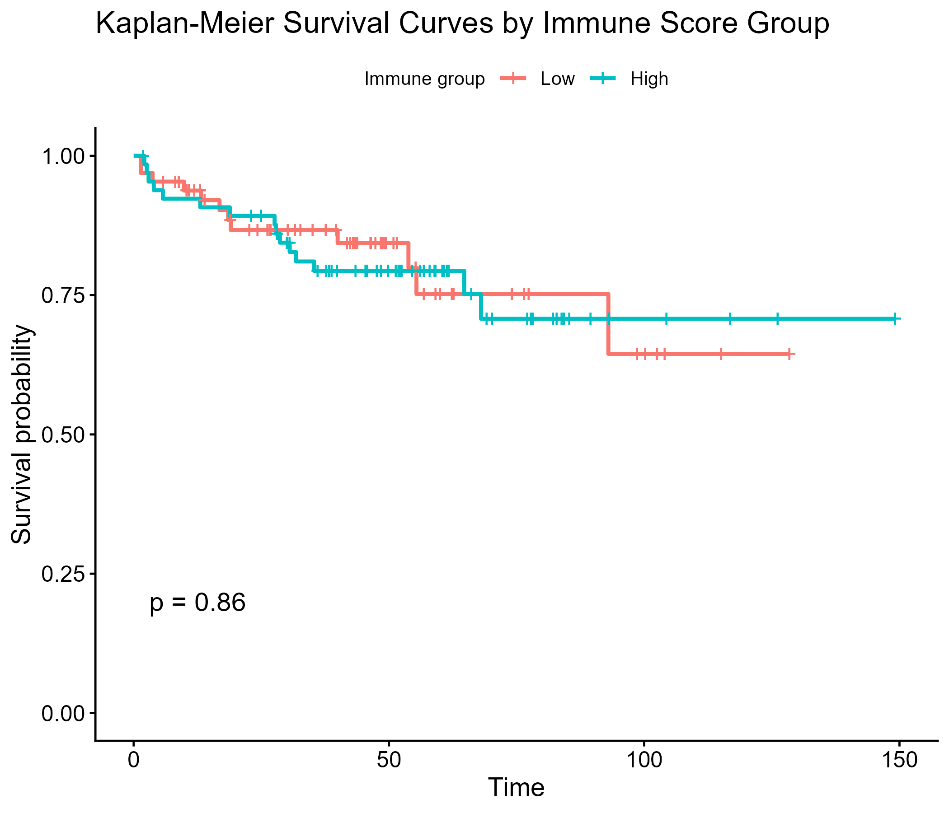 Kaplan-Meier Survival Curves by Immune Score Group
Immune group Low High
1.00
0.75
0.50
0.25
0.00
Survival probability
p = 0.86
0 50 100 150
Time